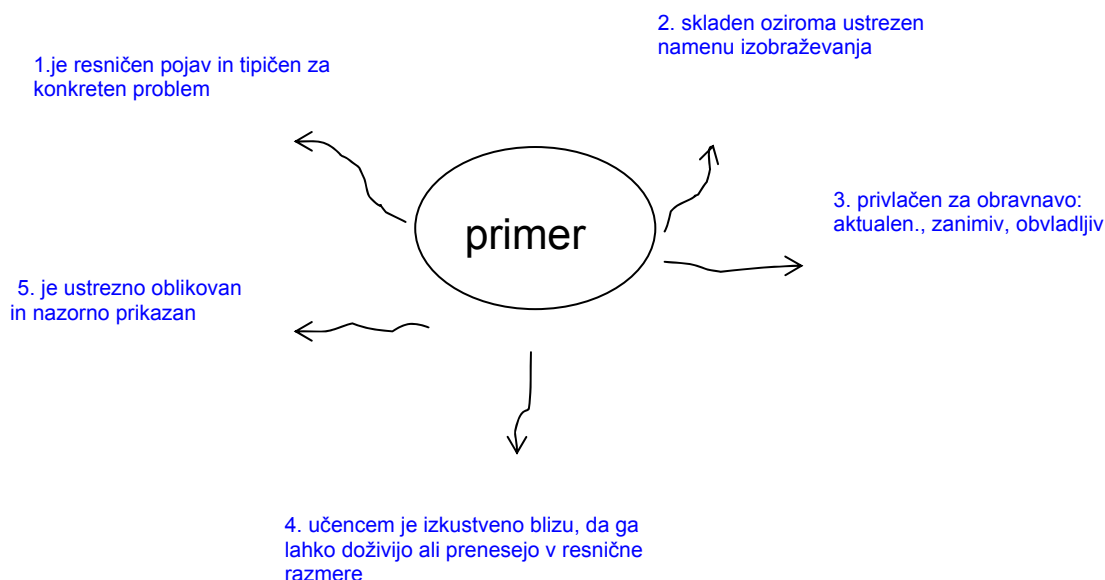 1.je resničen pojav in tipičen za
konkreten problem
2. skladen oziroma ustrezen
namenu izobraževanja
3. privlačen za obravnavo:
aktualen., zanimiv, obvladljiv
primer
5. je ustrezno oblikovan
in nazorno prikazan
4. učencem je izkustveno blizu, da ga
lahko doživijo ali prenesejo v resnične
razmere